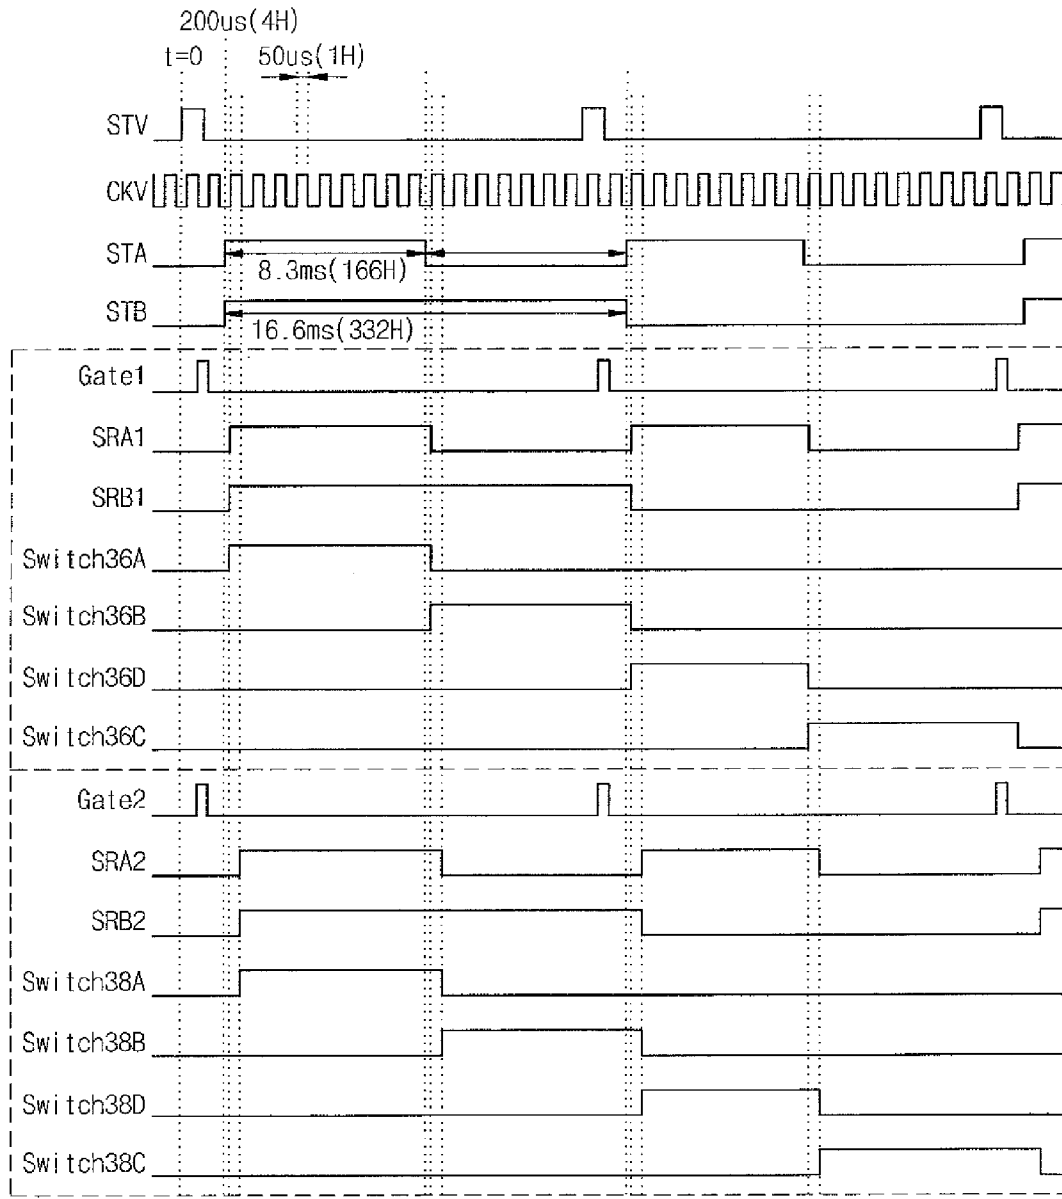 200us(4H)
t=0 50us(1H)
STV
CKV
STA
8.3ms(166H)
STB
16.6ms(332H)
Gate1
SRA1
SRB1
Switch36A
Switch36B
Switch36D
Switch36C
Gate2
SRA2
SRB2
Switch38A
Switch38B
Switch38D
Switch38C